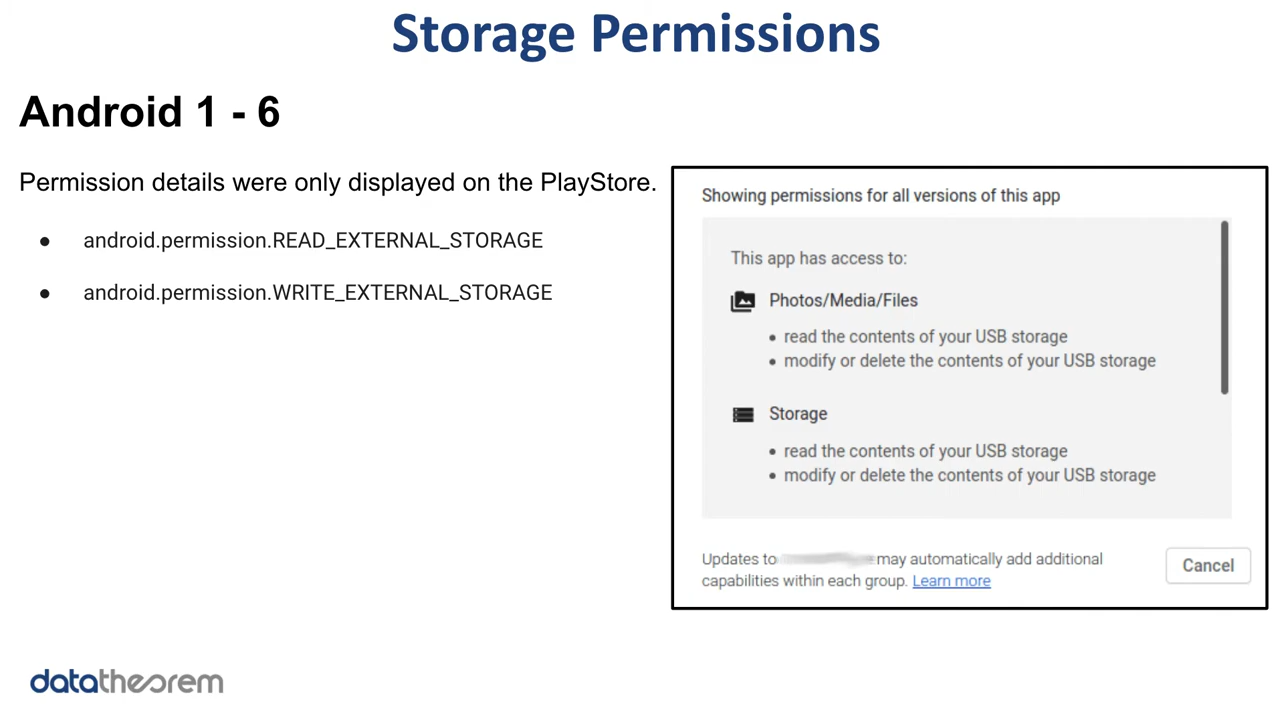 Storage Permissions
Android 1 - 6
Permission details were only displayed on the PlayStore.
● android.permission.READ_EXTERNAL_STORAGE
● android.permission.WRITE_EXTERNAL_STORAGE
Showing permissions for all versions of this app
This app has access to:
Photos/Media/Files
• read the contents of your USB storage
• modify or delete the contents of your USB storage
Storage
• read the contents of your USB storage
• modify or delete the contents of your USB storage
Updates to may automatically add additional
capabilities within each group. Learn more
Cancel
datatheorem